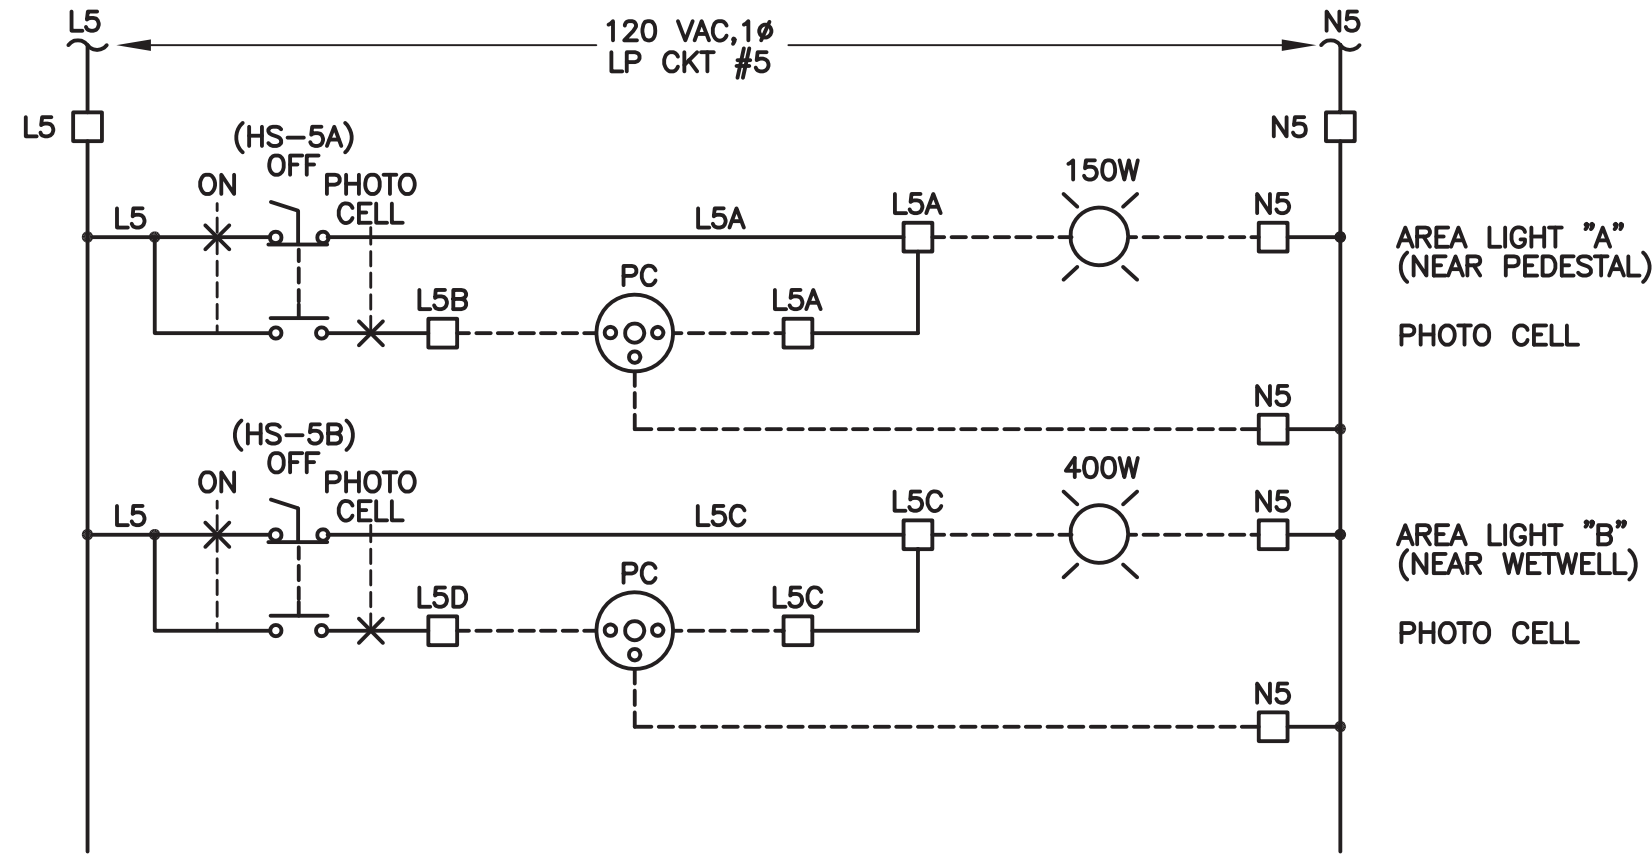 L5
120 VAC,1ø
N5
LP CKT #5
L5
N5
(HS-5A)
OFF
150W
ON
PHOTO
CELL
L5
L5A
L5A
N5
AREA LIGHT "A"
(NEAR PEDESTAL)
PC
L5B
L5A
PHOTO CELL
N5
(HS-5B)
OFF
400W
ON
PHOTO
CELL
L5
L5C
L5C
N5
AREA LIGHT "B"
(NEAR WETWELL)
PC
L5D
L5C
PHOTO CELL
N5